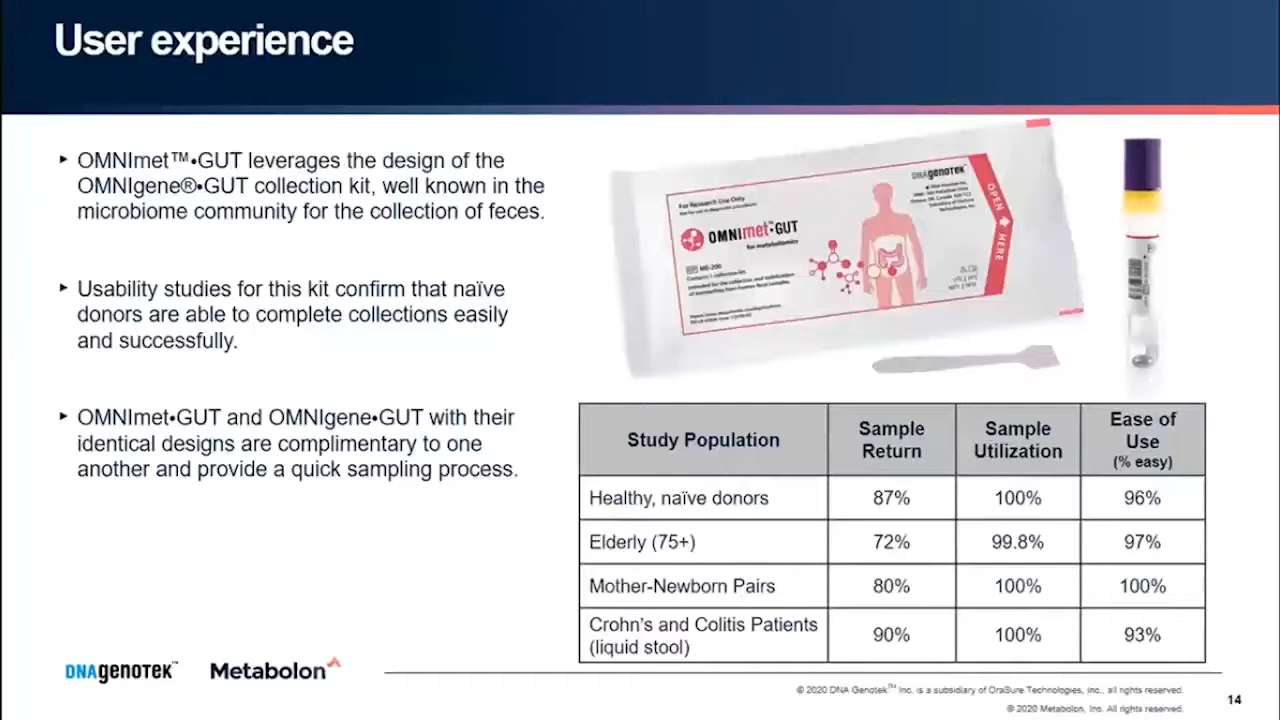 User experience
‣ OMNImet™•GUT leverages the design of the
OMNIgene®•GUT collection kit, well known in the
microbiome community for the collection of feces.
‣ Usability studies for this kit confirm that naïve
donors are able to complete collections easily
and successfully.
‣ OMNImet•GUT and OMNIgene•GUT with their
identical designs are complimentary to one
another and provide a quick sampling process.
DNAgenotek™
For Research Use Only
OMNImet™•GUT
for metabolomics
OPEN HERE
Study Population Sample Return Sample Utilization Ease of Use (% easy)
Healthy, naïve donors 87% 100% 96%
Elderly (75+) 72% 99.8% 97%
Mother-Newborn Pairs 80% 100% 100%
Crohn's and Colitis Patients (liquid stool) 90% 100% 93%
DNAgenotek™ Metabolon
© 2020 DNA Genotek™ Inc. is a subsidiary of OraSure Technologies, Inc., all rights reserved.
© 2020 Metabolon, Inc. All rights reserved.
14